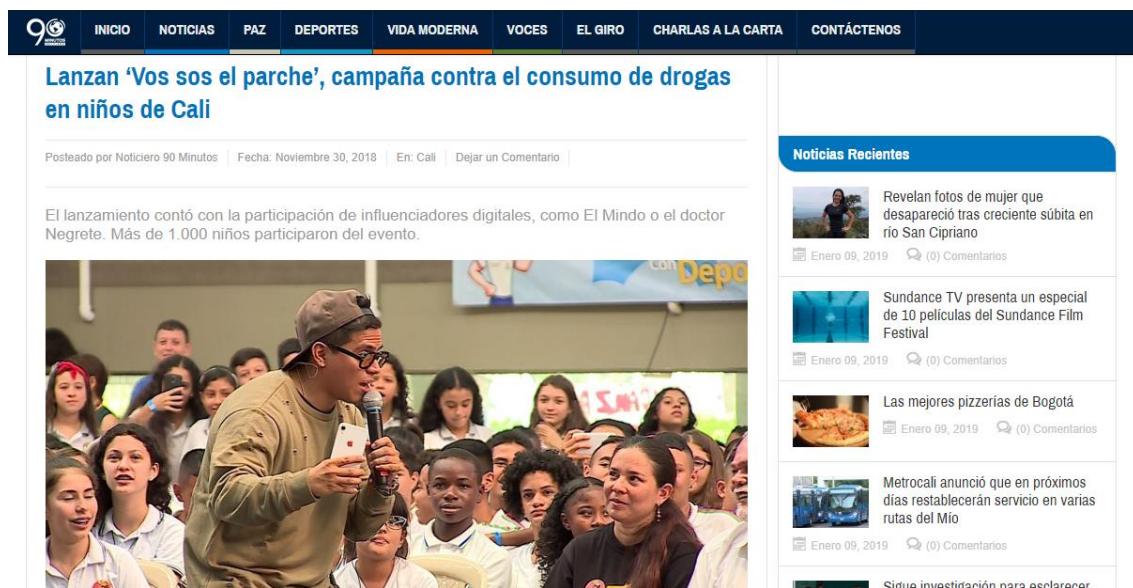 90 MINUTOS
INICIO NOTICIAS PAZ DEPORTES VIDA MODERNA VOCES EL GIRO CHARLAS A LA CARTA CONTÁCTENOS
Lanzan ‘Vos sos el parche’, campaña contra el consumo de drogas
en niños de Cali
Posteado por Noticiero 90 Minutos Fecha: Noviembre 30, 2018 En: Cali Dejar un Comentario
El lanzamiento contó con la participación de influenciadores digitales, como El Mindo o el doctor
Negrete. Más de 1.000 niños participaron del evento.
con Depo
Noticias Recientes
Revelan fotos de mujer que
desapareció tras creciente súbita en
río San Cipriano
Enero 09, 2019 (0) Comentarios
Sundance TV presenta un especial
de 10 películas del Sundance Film
Festival
Enero 09, 2019 (0) Comentarios
Las mejores pizzerías de Bogotá
Enero 09, 2019 (0) Comentarios
Metrocali anunció que en próximos
días restablecerán servicio en varias
rutas del Mío
Enero 09, 2019 (0) Comentarios
Sigue investigación para esclarecer